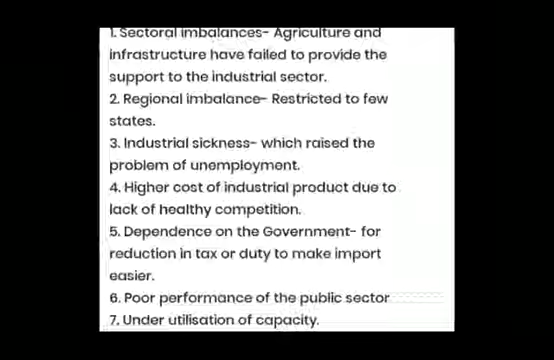 1. Sectoral imbalances- Agriculture and
infrastructure have failed to provide the
support to the industrial sector.
2. Regional imbalance- Restricted to few
states.
3. Industrial sickness- which raised the
problem of unemployment.
4. Higher cost of industrial product due to
lack of healthy competition.
5. Dependence on the Government- for
reduction in tax or duty to make import
easier.
6. Poor performance of the public sector
7. Under utilisation of capacity.